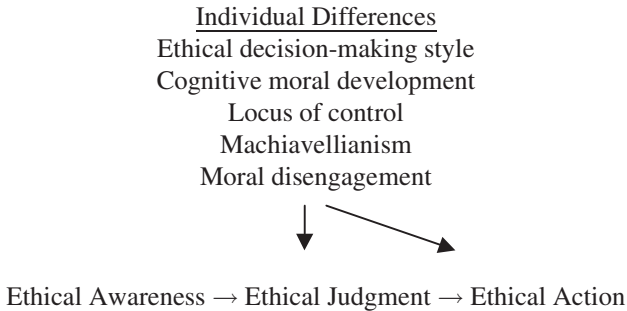 Individual Differences
Ethical decision-making style
Cognitive moral development
Locus of control
Machiavellianism
Moral disengagement
Ethical Awareness → Ethical Judgment → Ethical Action